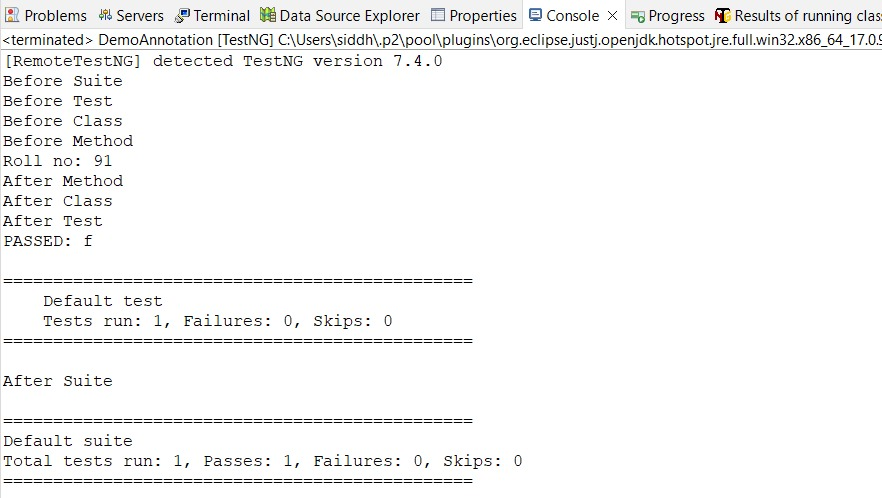 Problems Servers Terminal Data Source Explorer Properties Console Progress Results of running clas
<terminated> DemoAnnotation [TestNG] C:\Users\siddh\.p2\pool\plugins\org.eclipse.justj.openjdk.hotspot.jre.full.win32.x86_64_17.0.9
[RemoteTestNG] detected TestNG version 7.4.0
Before Suite
Before Test
Before Class
Before Method
Roll no: 91
After Method
After Class
After Test
PASSED: f
===============================================
Default test
Tests run: 1, Failures: 0, Skips: 0
===============================================
After Suite
===============================================
Default suite
Total tests run: 1, Passes: 1, Failures: 0, Skips: 0
===============================================